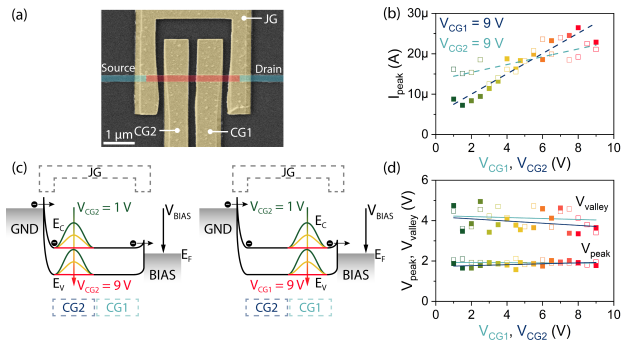 (a)
JG
Source
Drain
CG2
CG1
1 μm
(b)
V_CG1 = 9 V
V_CG2 = 9 V
30μ
20μ
10μ
0
I_peak (A)
0 2 4 6 8 10
V_CG1, V_CG2 (V)
(c)
JG
V_CG2 = 1 V
V_BIAS
GND
E_C
E_F
BIAS
E_V
V_CG2 = 9 V
CG2 CG1
JG
V_CG2 = 1 V
V_BIAS
GND
E_C
E_F
BIAS
E_V
V_CG1 = 9 V
CG2 CG1
(d)
6
4
2
0
V_peak, V_valley (V)
V_valley
V_peak
0 2 4 6 8 10
V_CG1, V_CG2 (V)